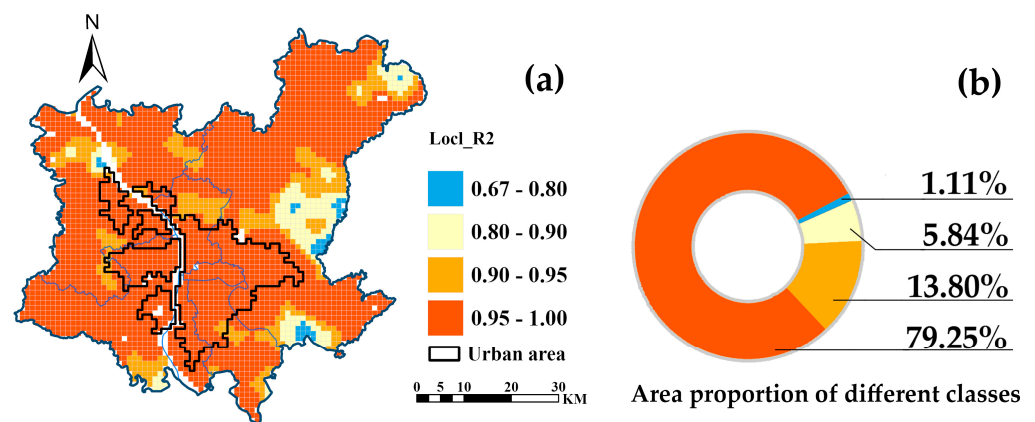 N
(a)
(b)
Locl_R2
0.67 - 0.80
0.80 - 0.90
0.90 - 0.95
0.95 - 1.00
Urban area
0 5 10 20 30
KM
1.11%
5.84%
13.80%
79.25%
Area proportion of different classes